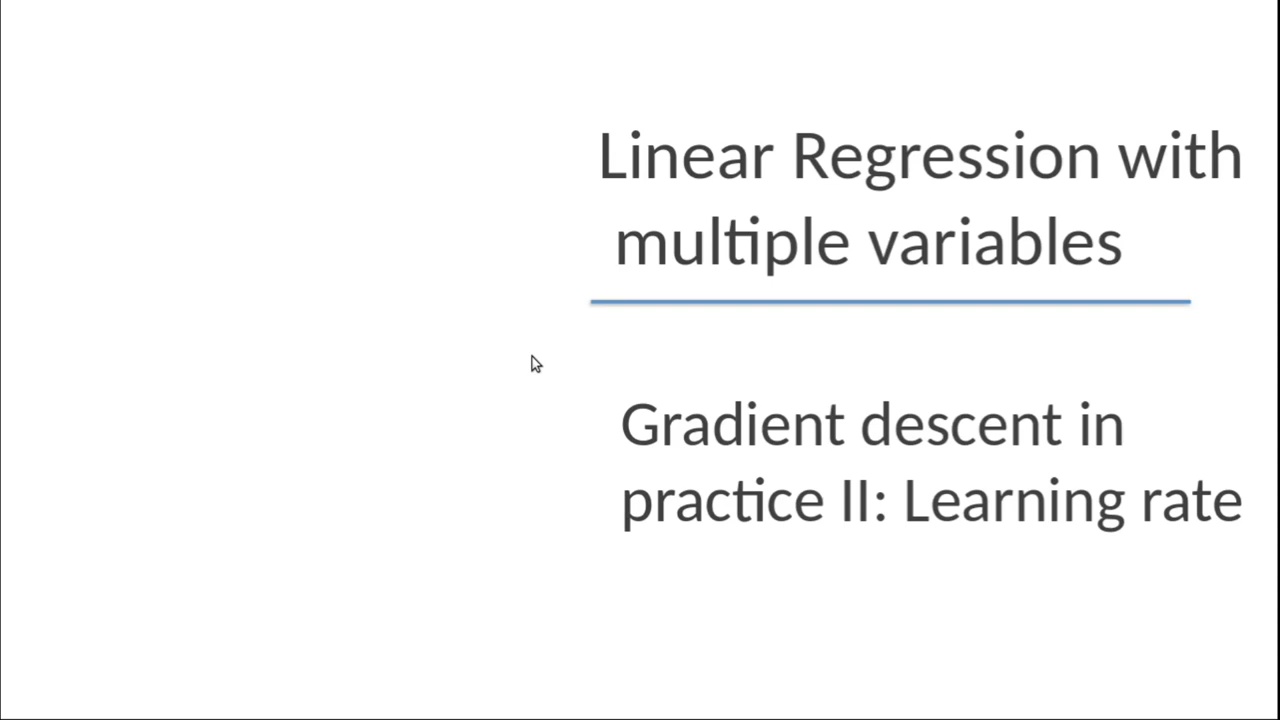 Linear Regression with
multiple variables
Gradient descent in
practice II: Learning rate